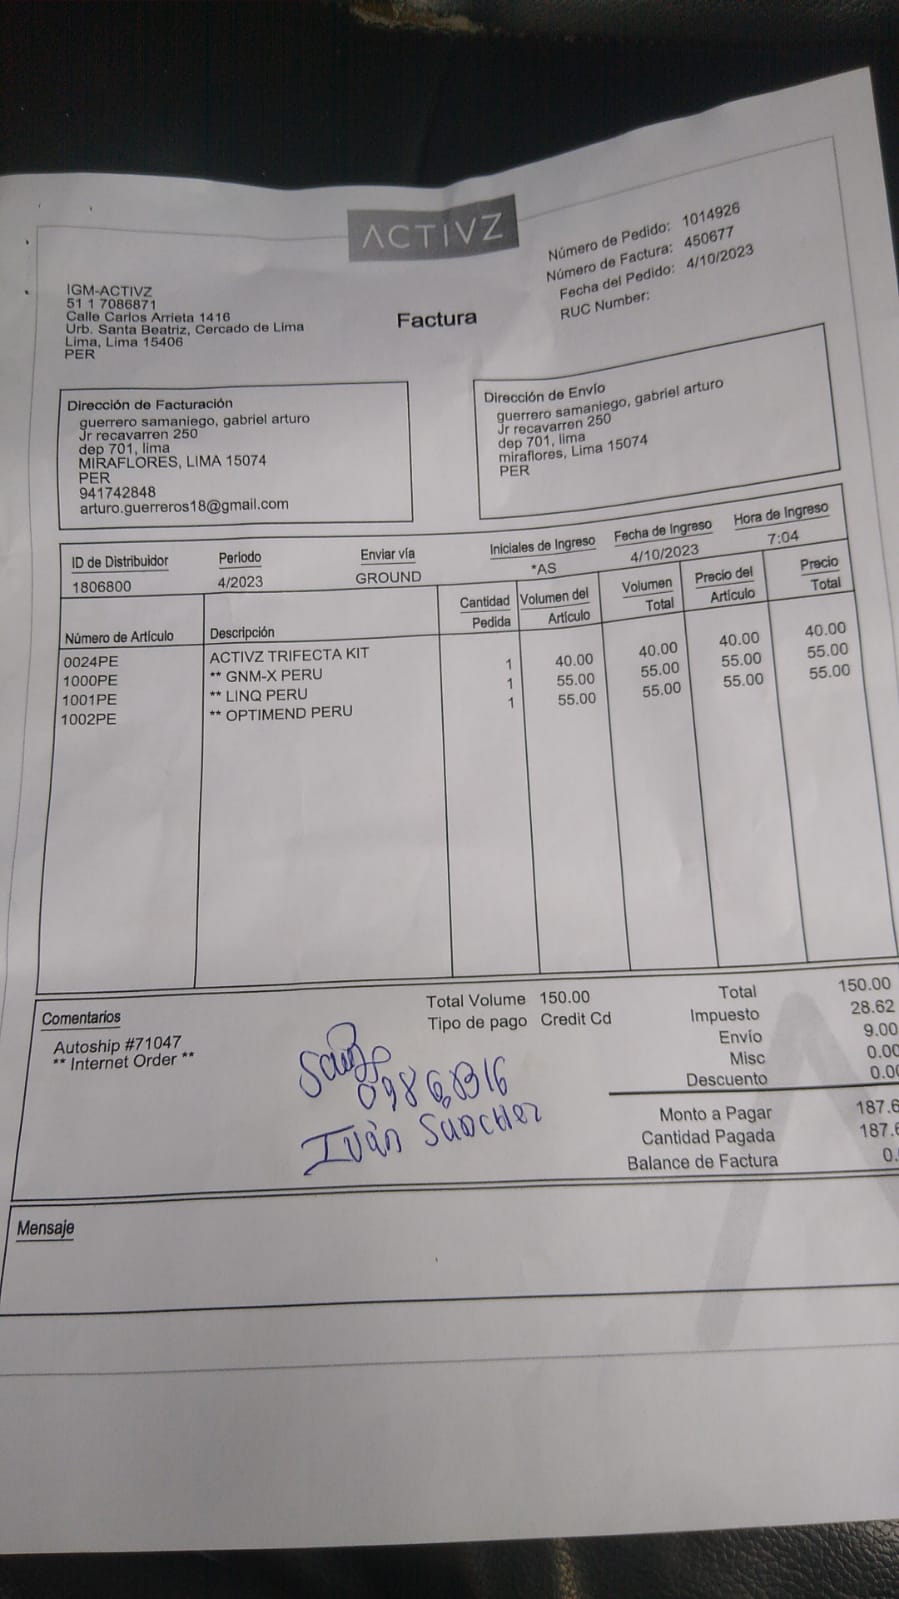 ACTIVZ
Número de Pedido: 1014926
Número de Factura: 450677
Fecha del Pedido: 4/10/2023
RUC Number:
IGM-ACTIVZ
51 1 7086871
Calle Carlos Arrieta 1416
Urb. Santa Beatriz, Cercado de Lima
Lima, Lima 15406
PER
Factura
Dirección de Facturación
guerrero samaniego, gabriel arturo
Jr recavarren 250
dep 701, lima
MIRAFLORES, LIMA 15074
PER
941742848
arturo.guerreros18@gmail.com
Dirección de Envío
guerrero samaniego, gabriel arturo
Jr recavarren 250
dep 701, lima
miraflores, Lima 15074
PER
ID de Distribuidor Periodo Enviar vía Iniciales de Ingreso Fecha de Ingreso Hora de Ingreso
1806800 4/2023 GROUND *AS 4/10/2023 7:04
Número de Artículo Descripción Cantidad Pedida Volumen del Artículo Volumen Total Precio del Artículo Precio Total
0024PE ACTIVZ TRIFECTA KIT
1000PE ** GNM-X PERU 1 40.00 40.00 40.00 40.00
1001PE ** LINQ PERU 1 55.00 55.00 55.00 55.00
1002PE ** OPTIMEND PERU 1 55.00 55.00 55.00 55.00
Comentarios
Autoship #71047
** Internet Order **
Total Volume 150.00
Tipo de pago Credit Cd
Total 150.00
Impuesto 28.62
Envío 9.00
Misc 0.00
Descuento 0.00
Monto a Pagar 187.6
Cantidad Pagada 187.6
Balance de Factura 0.
Iván Sanchez
Mensaje